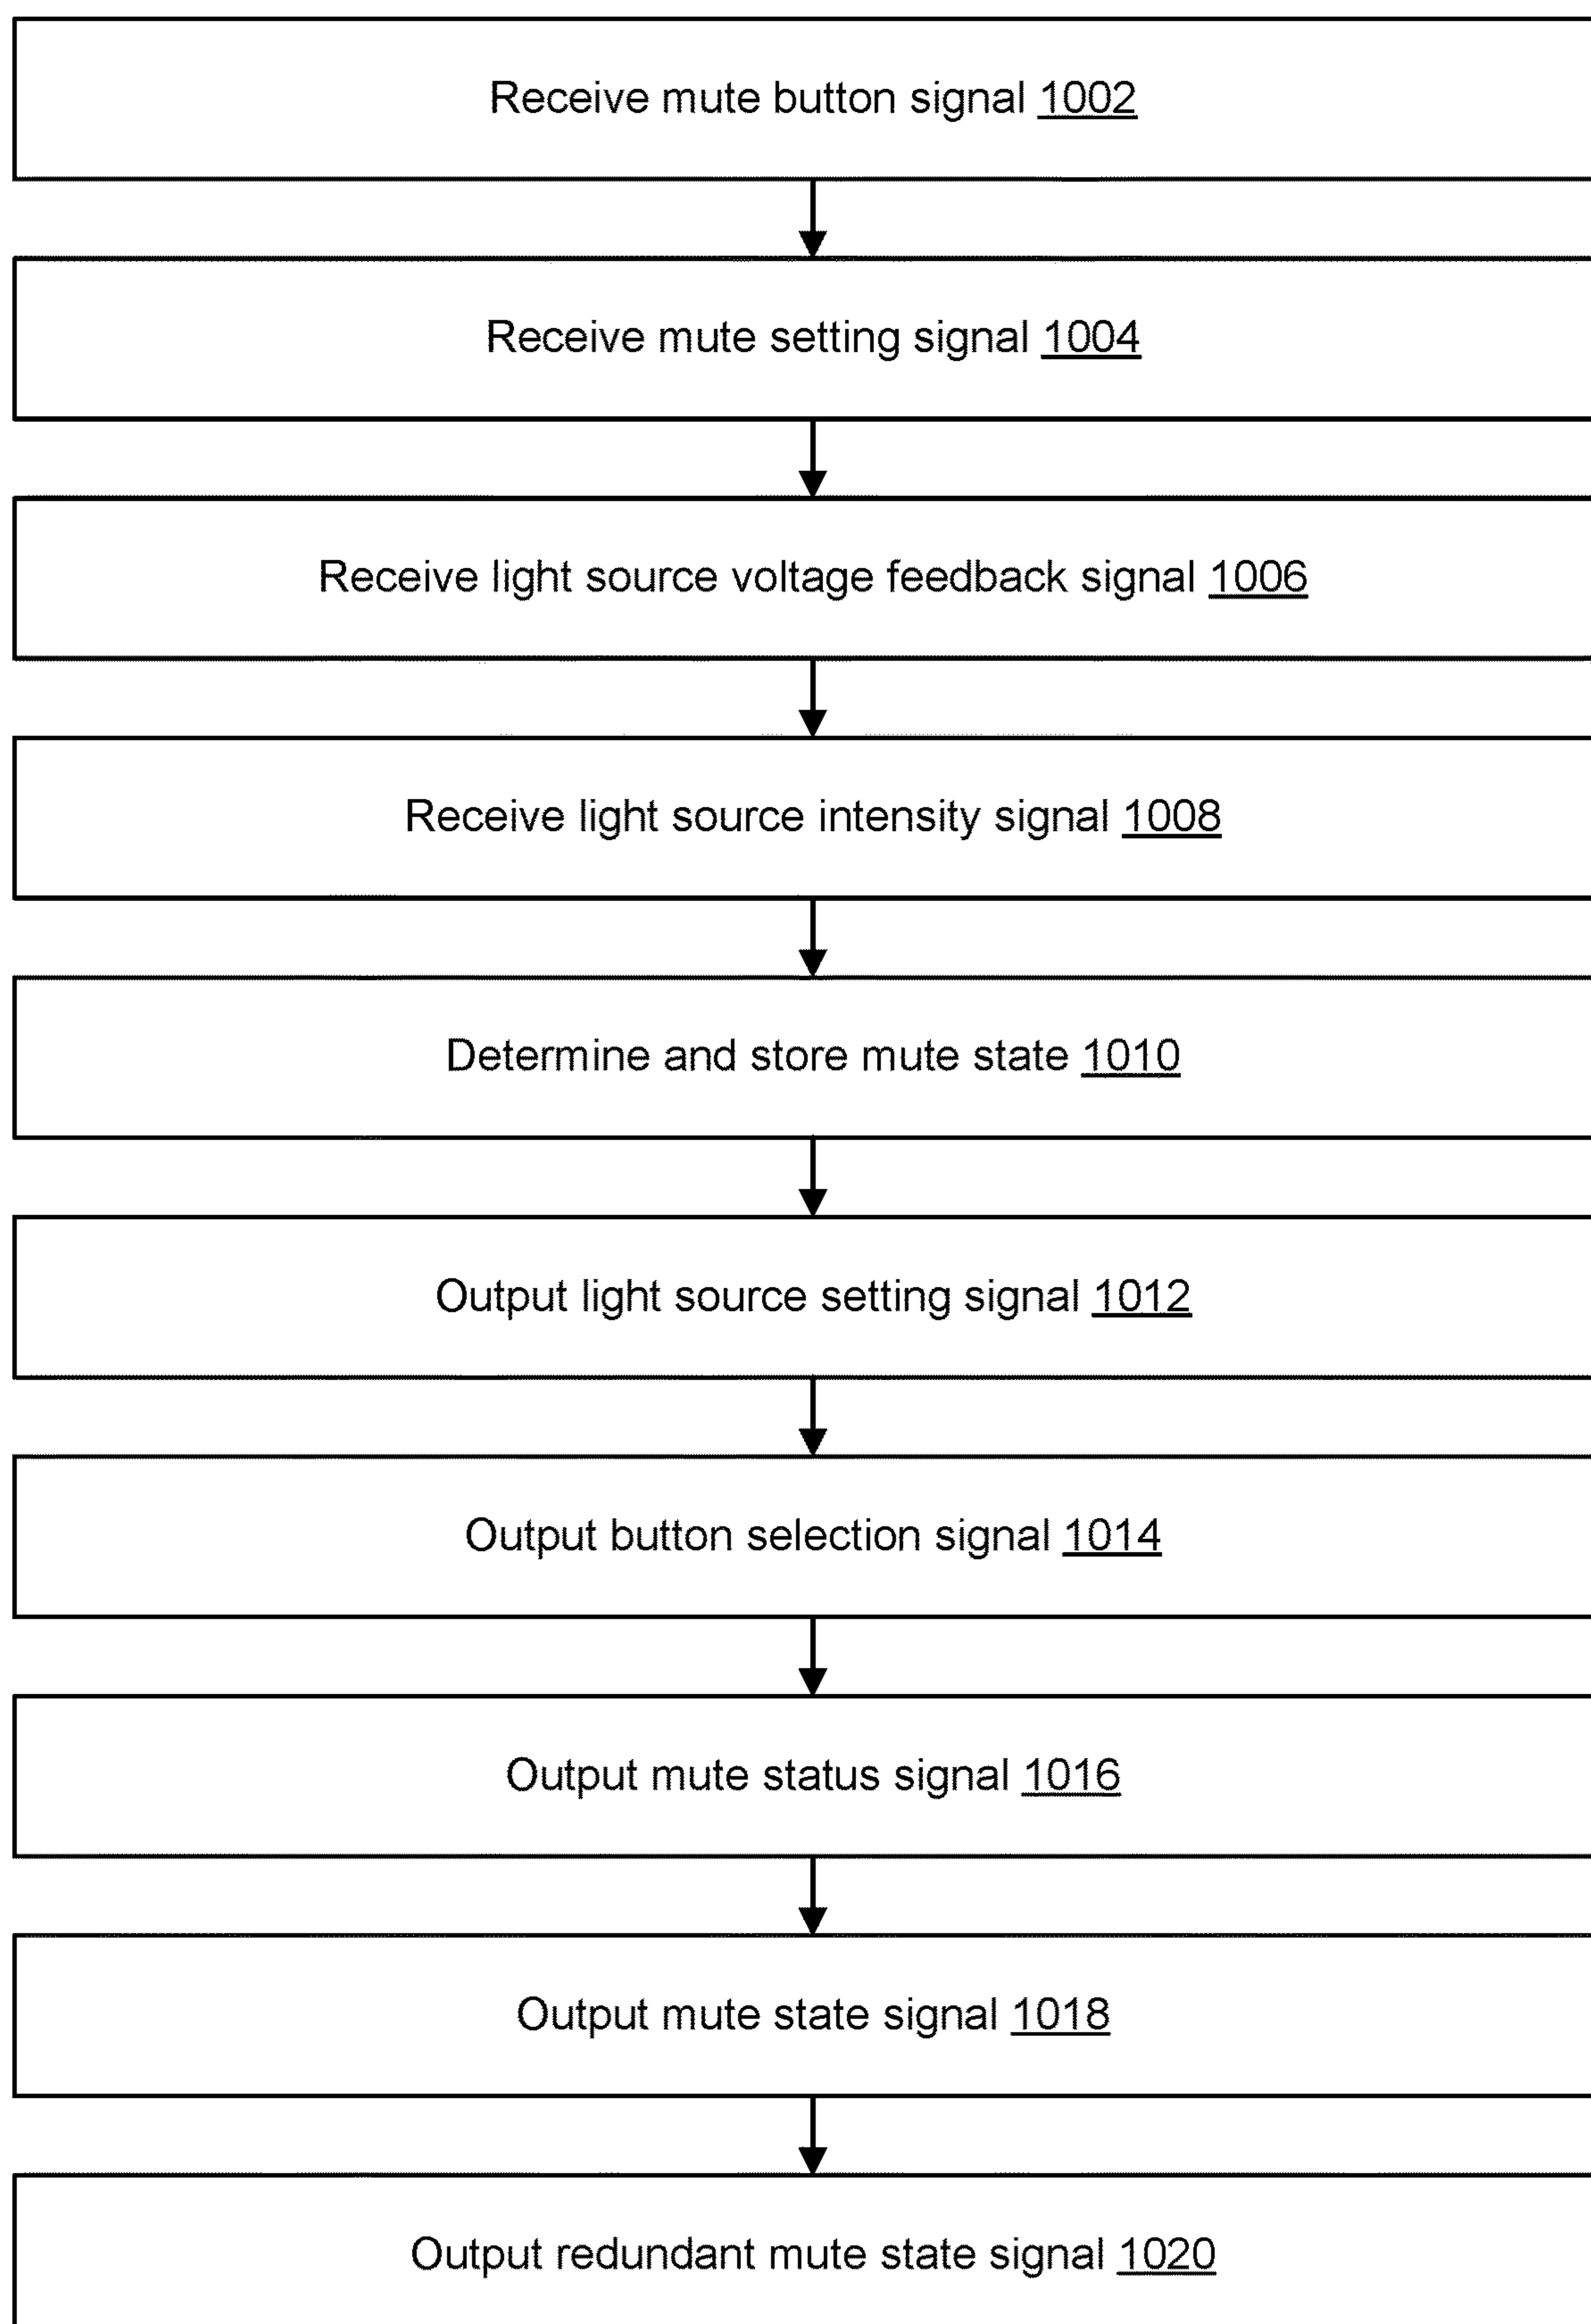 Receive mute button signal 1002
Receive mute setting signal 1004
Receive light source voltage feedback signal 1006
Receive light source intensity signal 1008
Determine and store mute state 1010
Output light source setting signal 1012
Output button selection signal 1014
Output mute status signal 1016
Output mute state signal 1018
Output redundant mute state signal 1020